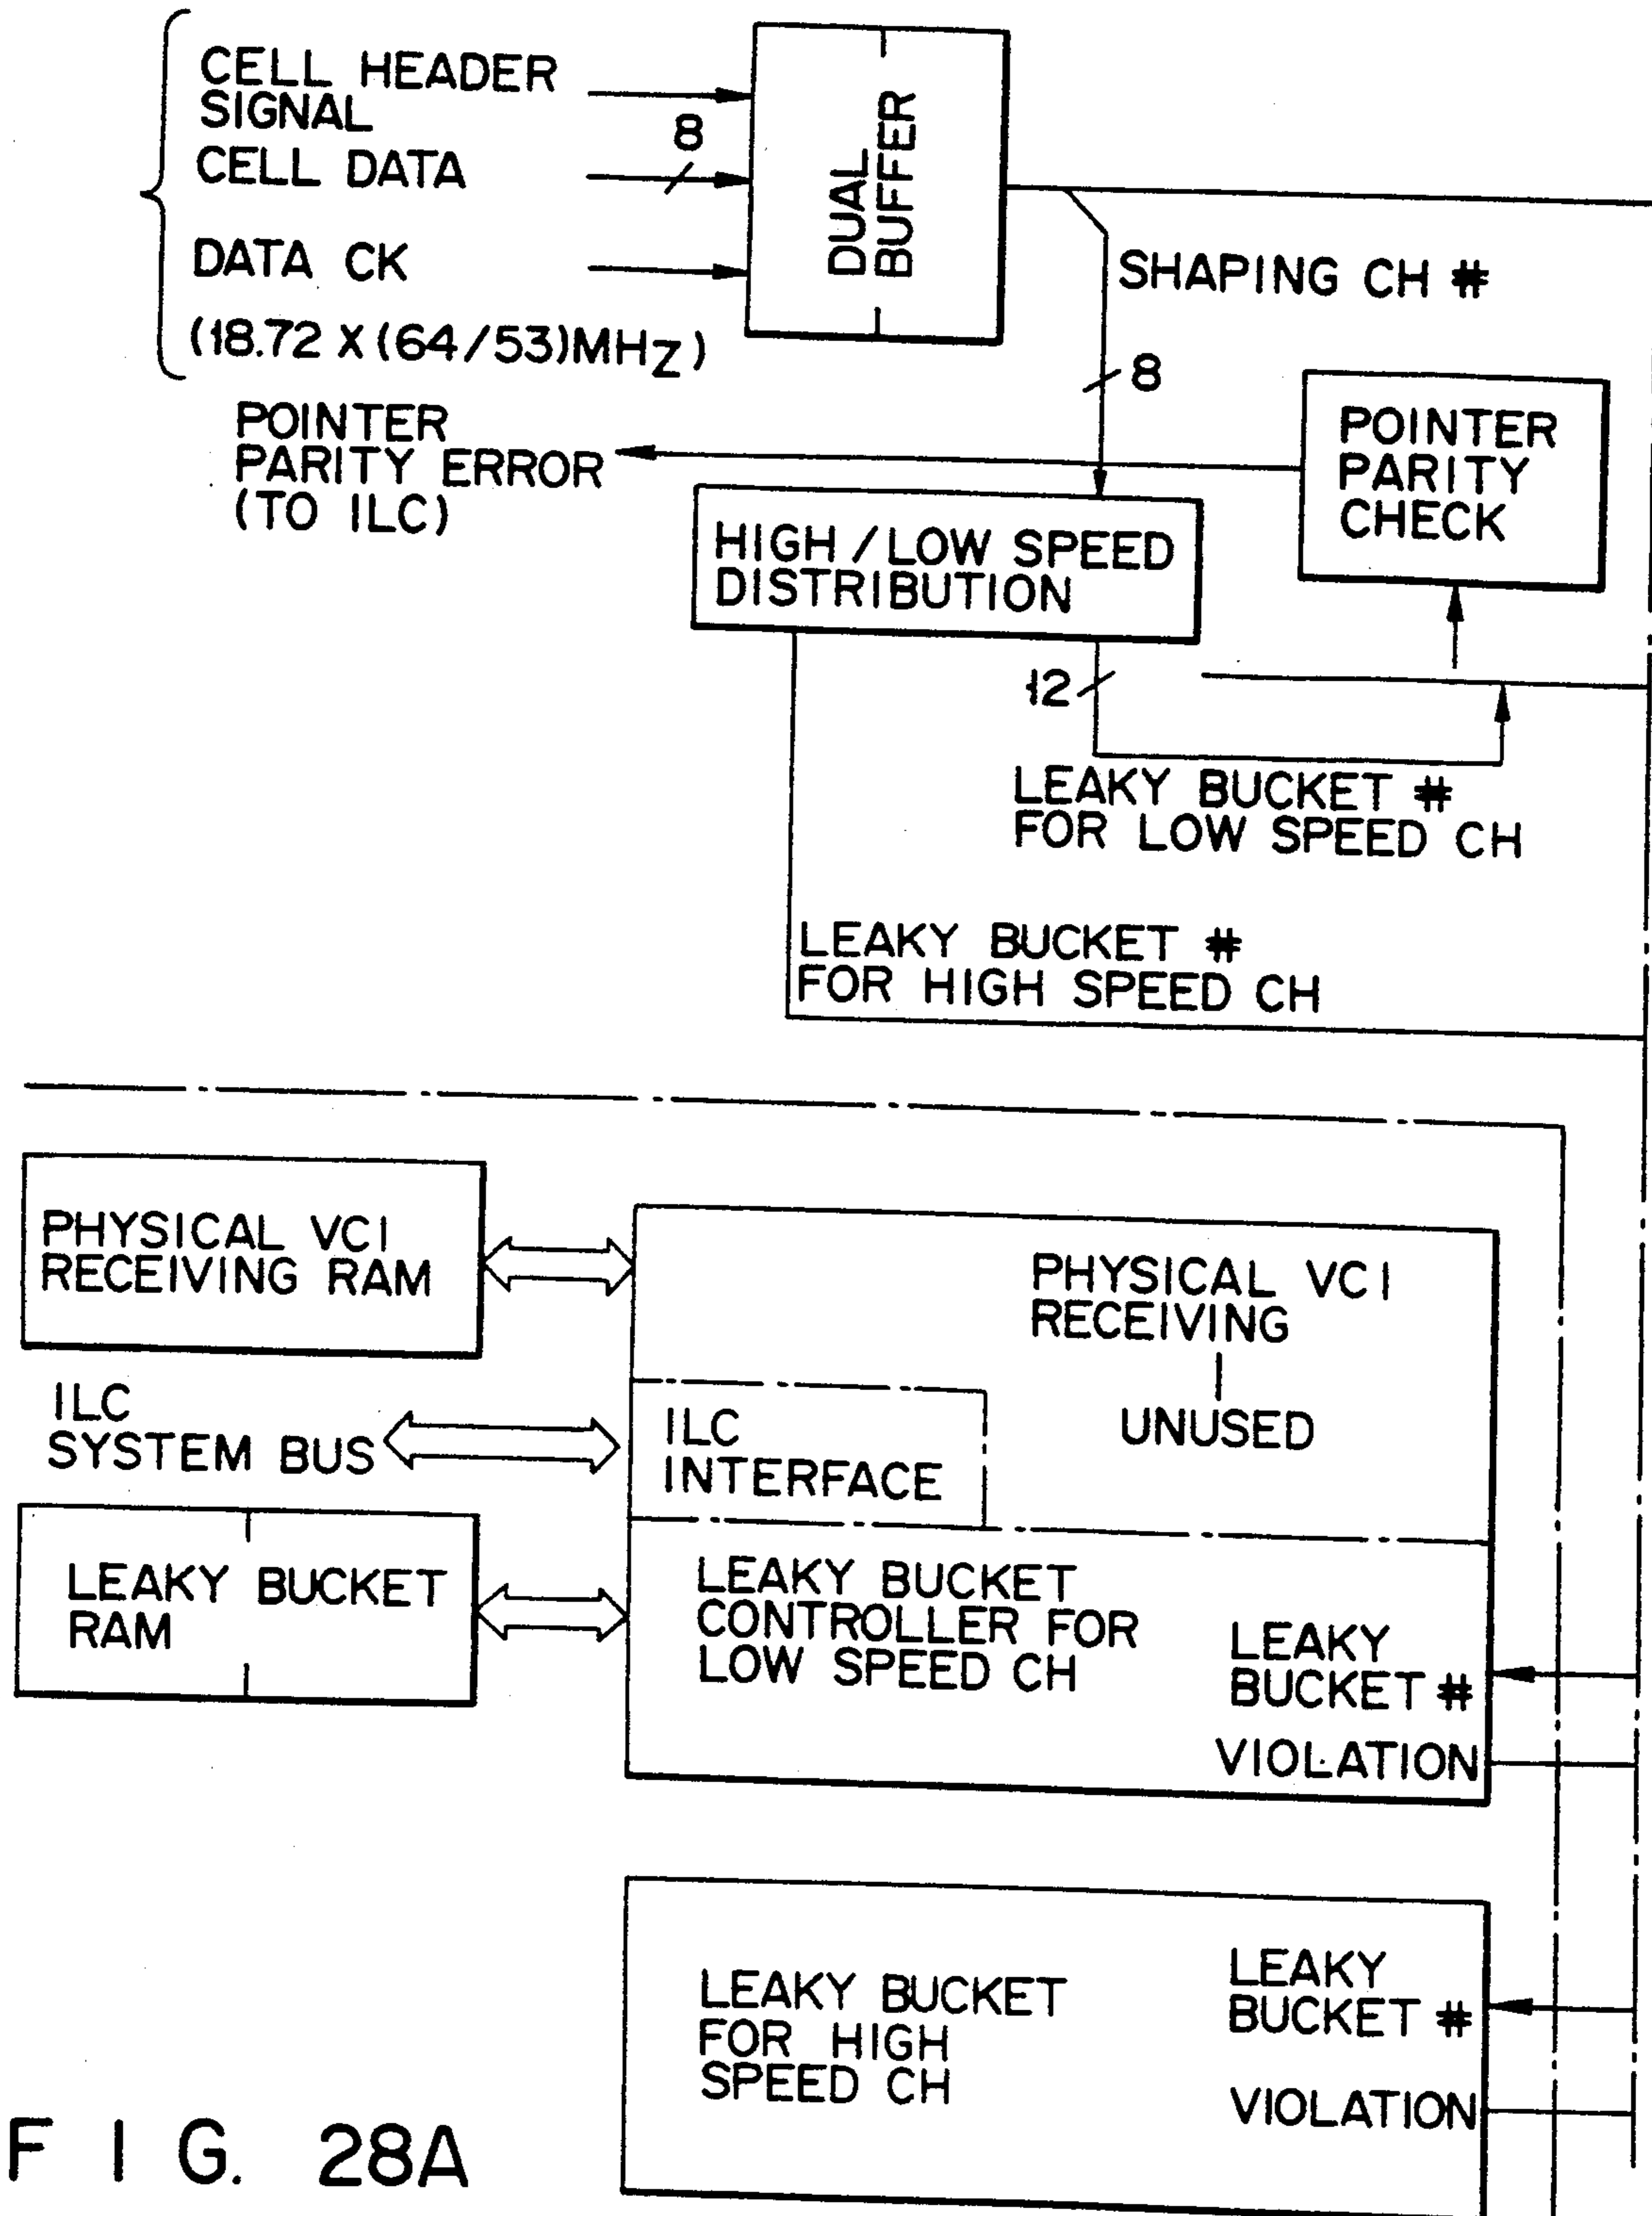 CELL HEADER
SIGNAL
8
CELL DATA
DATA CK
(18.72 X (64/53)MHZ)
DUAL
BUFFER
SHAPING CH #
8
POINTER
PARITY ERROR
(TO ILC)
POINTER
PARITY
CHECK
HIGH/LOW SPEED
DISTRIBUTION
12
LEAKY BUCKET #
FOR LOW SPEED CH
LEAKY BUCKET #
FOR HIGH SPEED CH
PHYSICAL VCI
RECEIVING RAM
PHYSICAL VCI
RECEIVING
UNUSED
ILC
SYSTEM BUS
ILC
INTERFACE
LEAKY BUCKET
RAM
LEAKY BUCKET
CONTROLLER FOR
LOW SPEED CH
LEAKY
BUCKET #
VIOLATION
LEAKY BUCKET
FOR HIGH
SPEED CH
LEAKY
BUCKET #
VIOLATION
FIG. 28A